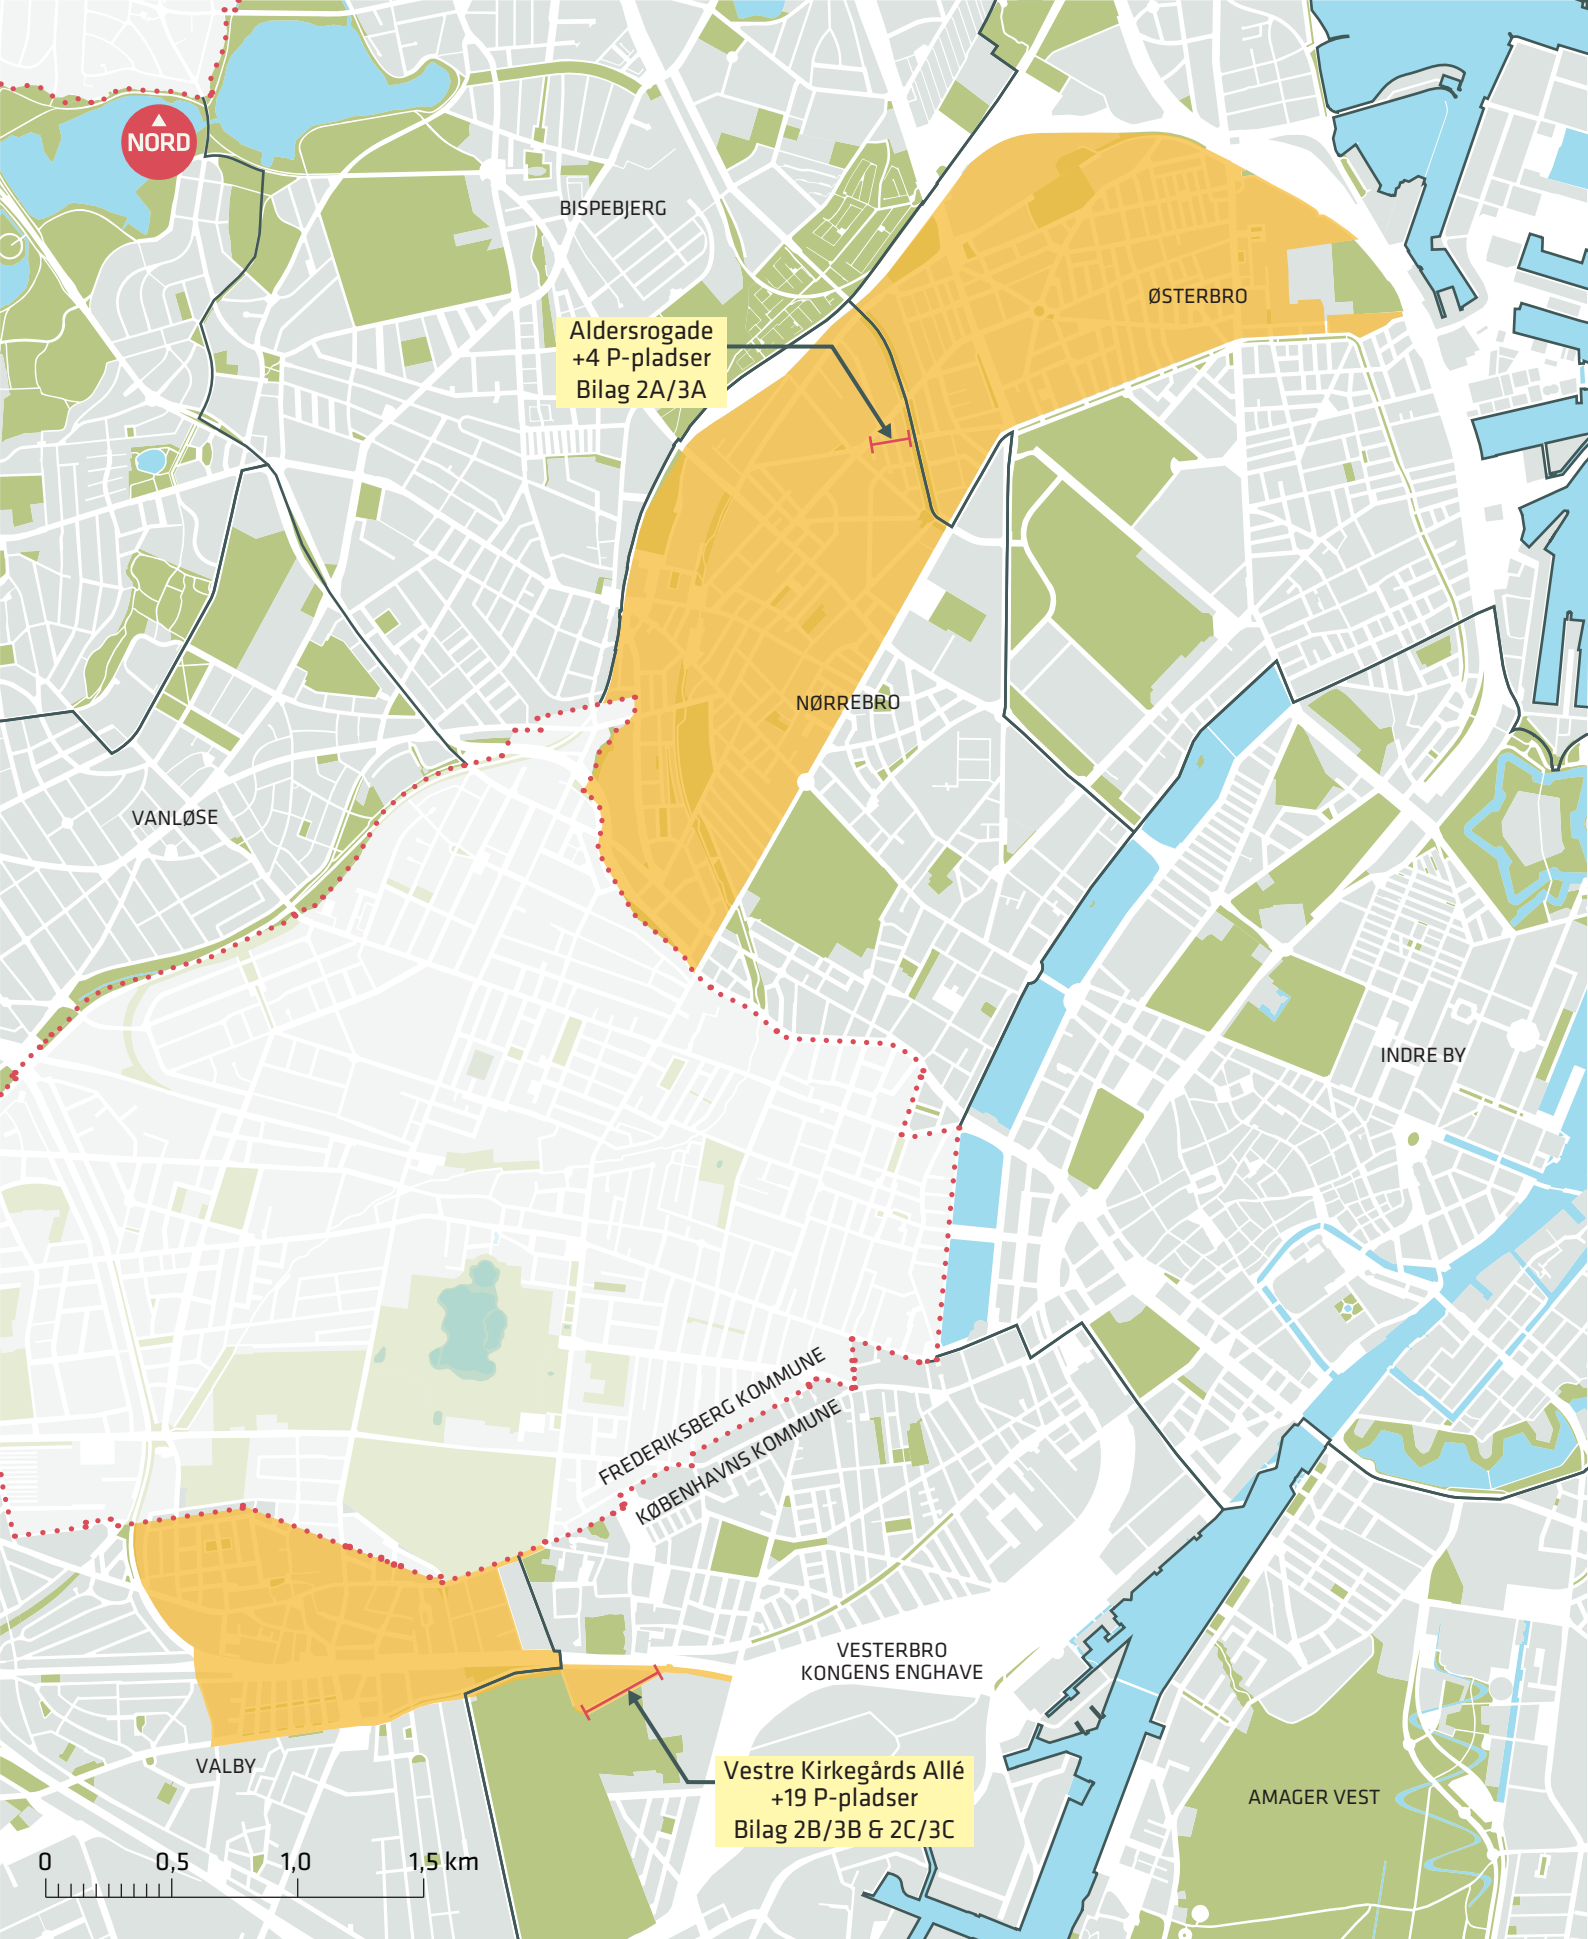 NORD
BISPEBJERG
ØSTERBRO
Aldersrogade
+4 P-pladser
Bilag 2A/3A
NØRREBRO
VANLØSE
INDRE BY
FREDERIKSBERG KOMMUNE
KØBENHAVNS KOMMUNE
VESTERBRO
KONGENS ENGHAVE
VALBY
Vestre Kirkegårds Allé
+19 P-pladser
Bilag 2B/3B & 2C/3C
AMAGER VEST
0 0,5 1,0 1,5 km